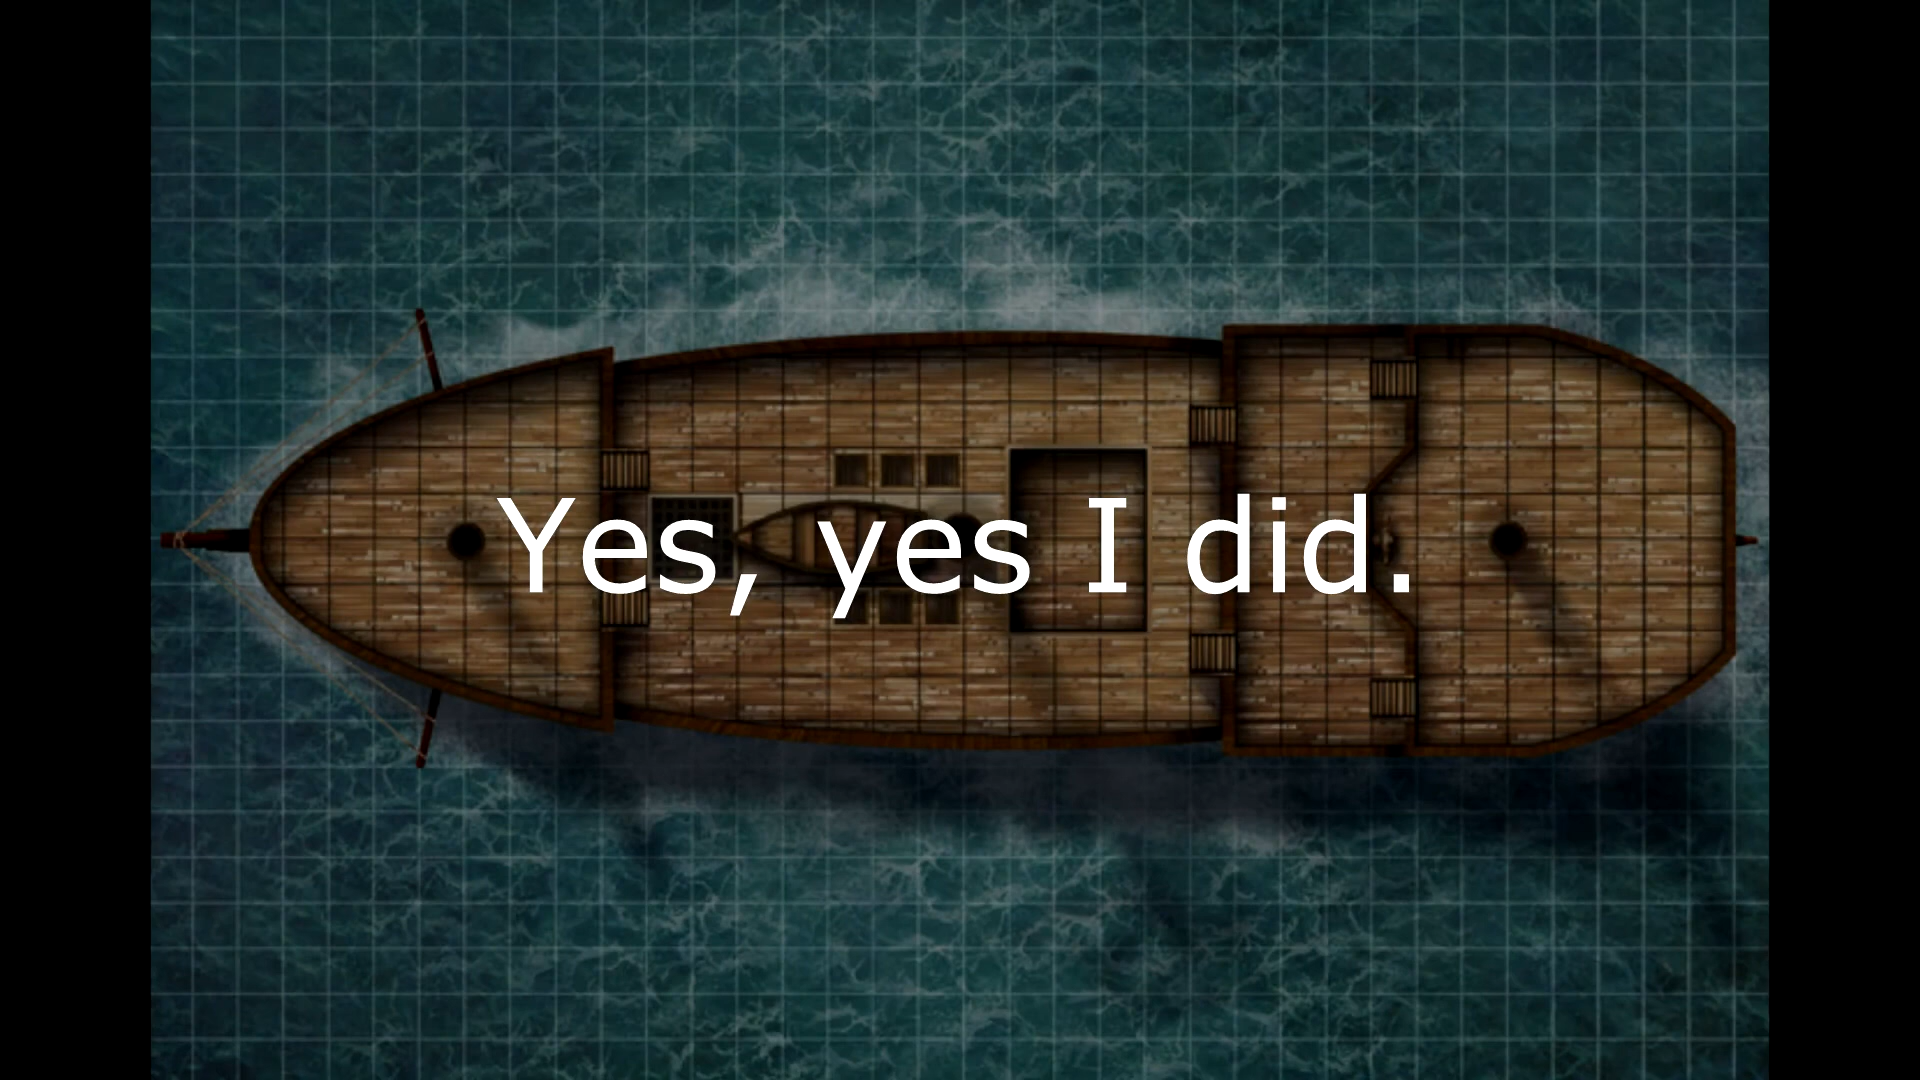 Yes, yes I did.